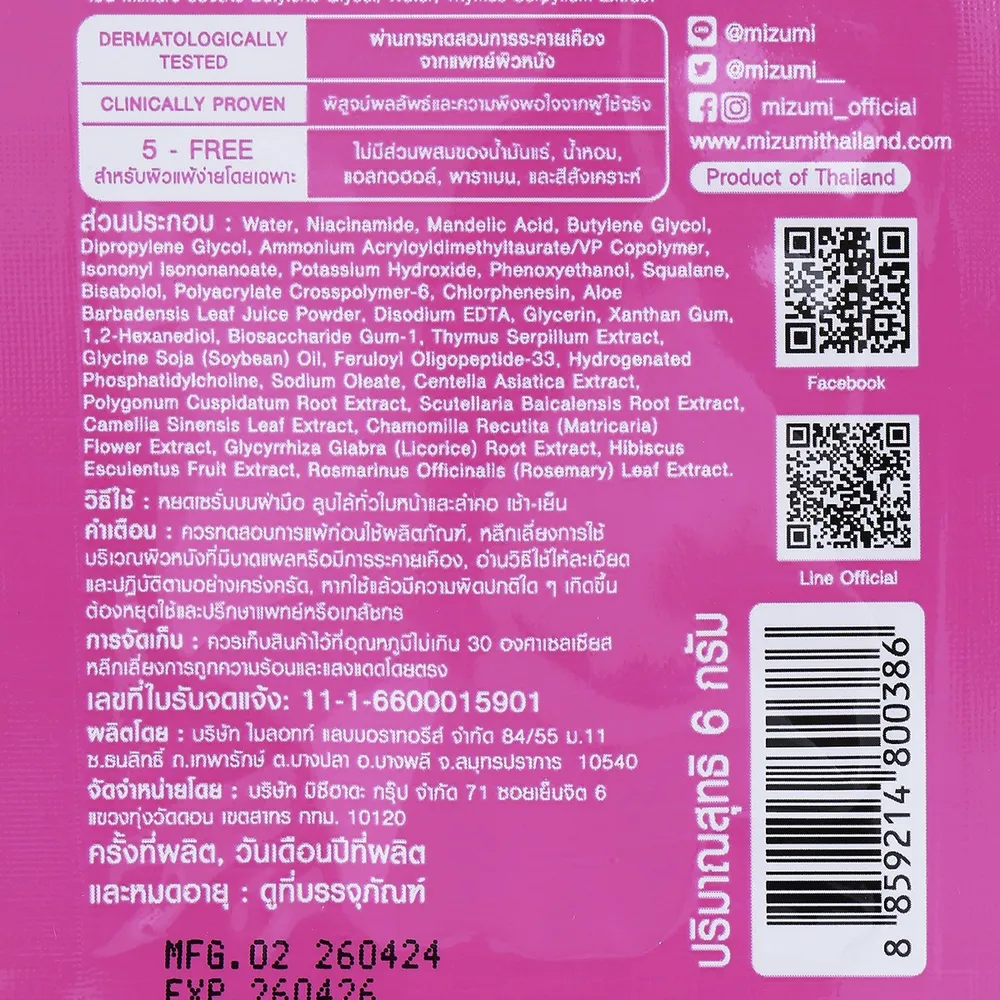 DERMATOLOGICALLY
TESTED
ผ่านการทดสอบการระคายเคือง
จากแพทย์ผิวหนัง
CLINICALLY PROVEN
พิสูจน์ผลลัพธ์และความพึงพอใจจากผู้ใช้จริง
5 - FREE
สำหรับผิวแพ้ง่ายโดยเฉพาะ
ไม่มีส่วนผสมของน้ำมันแร่, น้ำหอม,
แอลกอฮอล์, พาราเบน, และสีสังเคราะห์
LINE
@mizumi
@mizumi__
mizumi_official
www.mizumithailand.com
Product of Thailand
ส่วนประกอบ : Water, Niacinamide, Mandelic Acid, Butylene Glycol,
Dipropylene Glycol, Ammonium Acryloyldimethyltaurate/VP Copolymer,
Isononyl Isononanoate, Potassium Hydroxide, Phenoxyethanol, Squalane,
Bisabolol, Polyacrylate Crosspolymer-6, Chlorphenesin, Aloe
Barbadensis Leaf Juice Powder, Disodium EDTA, Glycerin, Xanthan Gum,
1,2-Hexanediol, Biosaccharide Gum-1, Thymus Serpillum Extract,
Glycine Soja (Soybean) Oil, Feruloyl Oligopeptide-33, Hydrogenated
Phosphatidylcholine, Sodium Oleate, Centella Asiatica Extract,
Polygonum Cuspidatum Root Extract, Scutellaria Baicalensis Root Extract,
Camellia Sinensis Leaf Extract, Chamomilla Recutita (Matricaria)
Flower Extract, Glycyrrhiza Glabra (Licorice) Root Extract, Hibiscus
Esculentus Fruit Extract, Rosmarinus Officinalis (Rosemary) Leaf Extract.
วิธีใช้ : หยดเซรั่มบนฝ่ามือ ลูบไล้ทั่วใบหน้าและลำคอ เช้า-เย็น
คำเตือน : ควรทดสอบการแพ้ก่อนใช้ผลิตภัณฑ์, หลีกเลี่ยงการใช้
บริเวณผิวหนังที่มีบาดแผลหรือมีการระคายเคือง, อ่านวิธีใช้ให้ละเอียด
และปฏิบัติตามอย่างเคร่งครัด, หากใช้แล้วมีความผิดปกติใด ๆ เกิดขึ้น
ต้องหยุดใช้และปรึกษาแพทย์หรือเภสัชกร
การจัดเก็บ : ควรเก็บสินค้าไว้ที่อุณหภูมิไม่เกิน 30 องศาเซลเซียส
หลีกเลี่ยงการถูกความร้อนและแสงแดดโดยตรง
เลขที่ใบรับจดแจ้ง: 11-1-6600015901
ผลิตโดย : บริษัท ไมลอทท์ แลบบอราทอรีส์ จำกัด 84/55 ม.11
ซ.ธนสิทธิ์ ถ.เทพารักษ์ ต.บางปลา อ.บางพลี จ.สมุทรปราการ 10540
จัดจำหน่ายโดย : บริษัท มิซึฮาดะ กรุ๊ป จำกัด 71 ซอยเย็นจิต 6
แขวงทุ่งวัดดอน เขตสาทร กทม. 10120
ครั้งที่ผลิต, วันเดือนปีที่ผลิต
และหมดอายุ : ดูที่บรรจุภัณฑ์
Facebook
Line Official
ปริมาณสุทธิ 6 กรัม
8 859214 800386
MFG.02 260424
EXP 260426